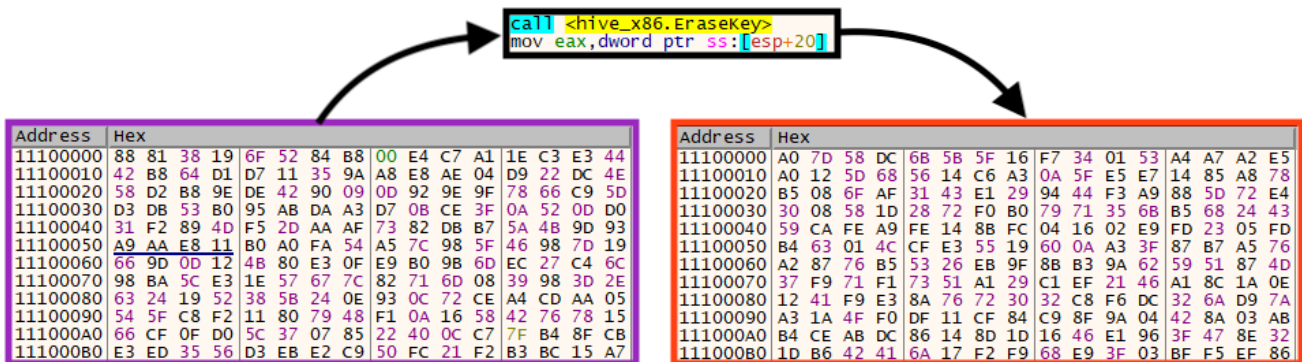 call <hive_x86.EraseKey>
mov eax,dword ptr ss:[esp+20]
Address Hex
11100000 88 81 38 19 6F 52 84 B8 00 E4 C7 A1 1E C3 E3 44
11100010 42 B8 64 D1 D7 11 35 9A A8 E8 AE 04 D9 22 DC 4E
11100020 58 D2 B8 9E DE 42 90 09 0D 92 9E 9F 78 66 C9 5D
11100030 D3 DB 53 B0 95 AB DA A3 D7 0B CE 3F 0A 52 0D D0
11100040 31 F2 89 4D F5 2D AA AF 73 82 DB B7 5A 4B 9D 93
11100050 A9 AA E8 11 B0 A0 FA 54 A5 7C 98 5F 46 98 7D 19
11100060 66 9D 0D 12 4B 80 E3 0F E9 B0 9B 6D EC 27 C4 6C
11100070 98 BA 5C E3 1E 57 67 7C 82 71 6D 08 39 98 3D 2E
11100080 63 24 19 52 38 5B 24 0E 93 0C 72 CE A4 CD AA 05
11100090 54 5F C8 F2 11 80 79 48 F1 0A 16 58 42 76 78 15
111000A0 66 CF 0F D0 5C 37 07 85 22 40 0C C7 7F B4 8F CB
111000B0 E3 ED 35 56 D3 EB E2 C9 50 FC 21 F2 B3 BC 15 A7
Address Hex
11100000 A0 7D 58 DC 6B 5B 5F 16 F7 34 01 53 A4 A7 A2 E5
11100010 A0 12 5D 68 56 14 C6 A3 0A 5F E5 E7 14 85 A8 78
11100020 B5 08 6F AF 31 43 E1 29 94 44 F3 A9 88 5D 72 E4
11100030 30 08 58 1D 28 72 F0 B0 79 71 35 6B B5 68 24 43
11100040 59 CA FE A9 FE 14 8B FC 04 16 02 E9 FD 23 05 FD
11100050 B4 63 01 4C CF E3 55 19 60 0A A3 3F 87 B7 A5 76
11100060 A2 87 76 B5 53 26 EB 9F 8B B3 9A 62 59 51 87 4D
11100070 37 F9 71 F1 73 51 A1 29 C1 EF 21 46 A1 8C 1A 0E
11100080 12 41 F9 E3 8A 76 72 30 32 C8 F6 DC 32 6A D9 7A
11100090 A3 1A 4F F0 DF 11 CF 84 C9 8F 9A 04 42 8A 03 AB
111000A0 B4 CE AB DC 86 14 8D 1D 16 46 E1 96 3F 47 8E 32
111000B0 1D B6 42 41 6A 17 F2 F9 68 E9 3F 03 BF F5 EF 86